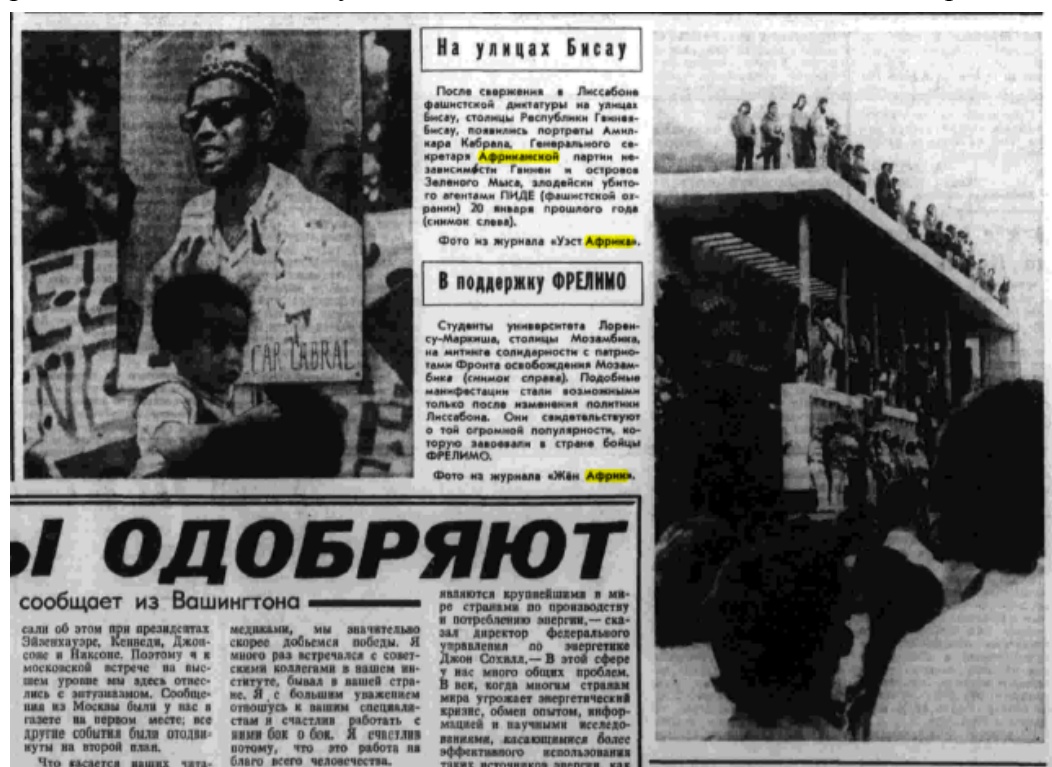 На улицах Бисау
После свержения в Лиссабоне
фашистской диктатуры на улицах
Бисау, столицы Республики Гвинея-
Бисау, появились портреты Амил-
кара Кабрала, Генерального се-
кретаря Африканской партии не-
зависимости Гвинеи и островов
Зеленого Мыса, злодейски убито-
го агентами ПИДЕ (фашистской ох-
ранки) 20 января прошлого года
(снимок слева).
Фото из журнала «Уэст Африка».
В поддержку ФРЕЛИМО
Студенты университета Лорен-
су-Маркиша, столицы Мозамбика,
на митинге солидарности с патрио-
тами Фронта освобождения Мозам-
бика (снимок справа). Подобные
манифестации стали возможными
только после изменения политики
Лиссабона. Они свидетельствуют
о той огромной популярности, ко-
торую завоевали в стране бойцы
ФРЕЛИМО.
Фото из журнала «Жён Африк».
CAR CABRAL
Ы ОДОБРЯЮТ
сообщает из Вашингтона
сали об этом при президентах
Эйзенхауэре, Кеннеди, Джон-
соне и Никсоне. Поэтому и к
московской встрече на выс-
шем уровне мы здесь отнес-
лись с энтузиазмом. Сообще-
ния из Москвы были у нас в
газете на первом месте; все
другие события были отодви-
нуты на второй план.
Что касается наших чита-
медиками, мы значительно
скорее добьемся победы. Я
много раз встречался с совет-
скими коллегами в нашем ин-
ституте, бывал в вашей стра-
не. Я с большим уважением
отношусь к вашим специали-
стам и счастлив работать с
ними бок о бок. Я счастлив
потому, что это работа на
благо всего человечества.
являются крупнейшими в ми-
ре странами по производству
и потреблению энергии,— ска-
зал директор федерального
управления по энергетике
Джон Сохилл.— В этой сфере
у нас много общих проблем.
В век, когда многим странам
мира угрожает энергетический
кризис, обмен опытом, инфор-
мацией и научными исследо-
ваниями, касающимися более
эффективного использования
таких источников энергии, как